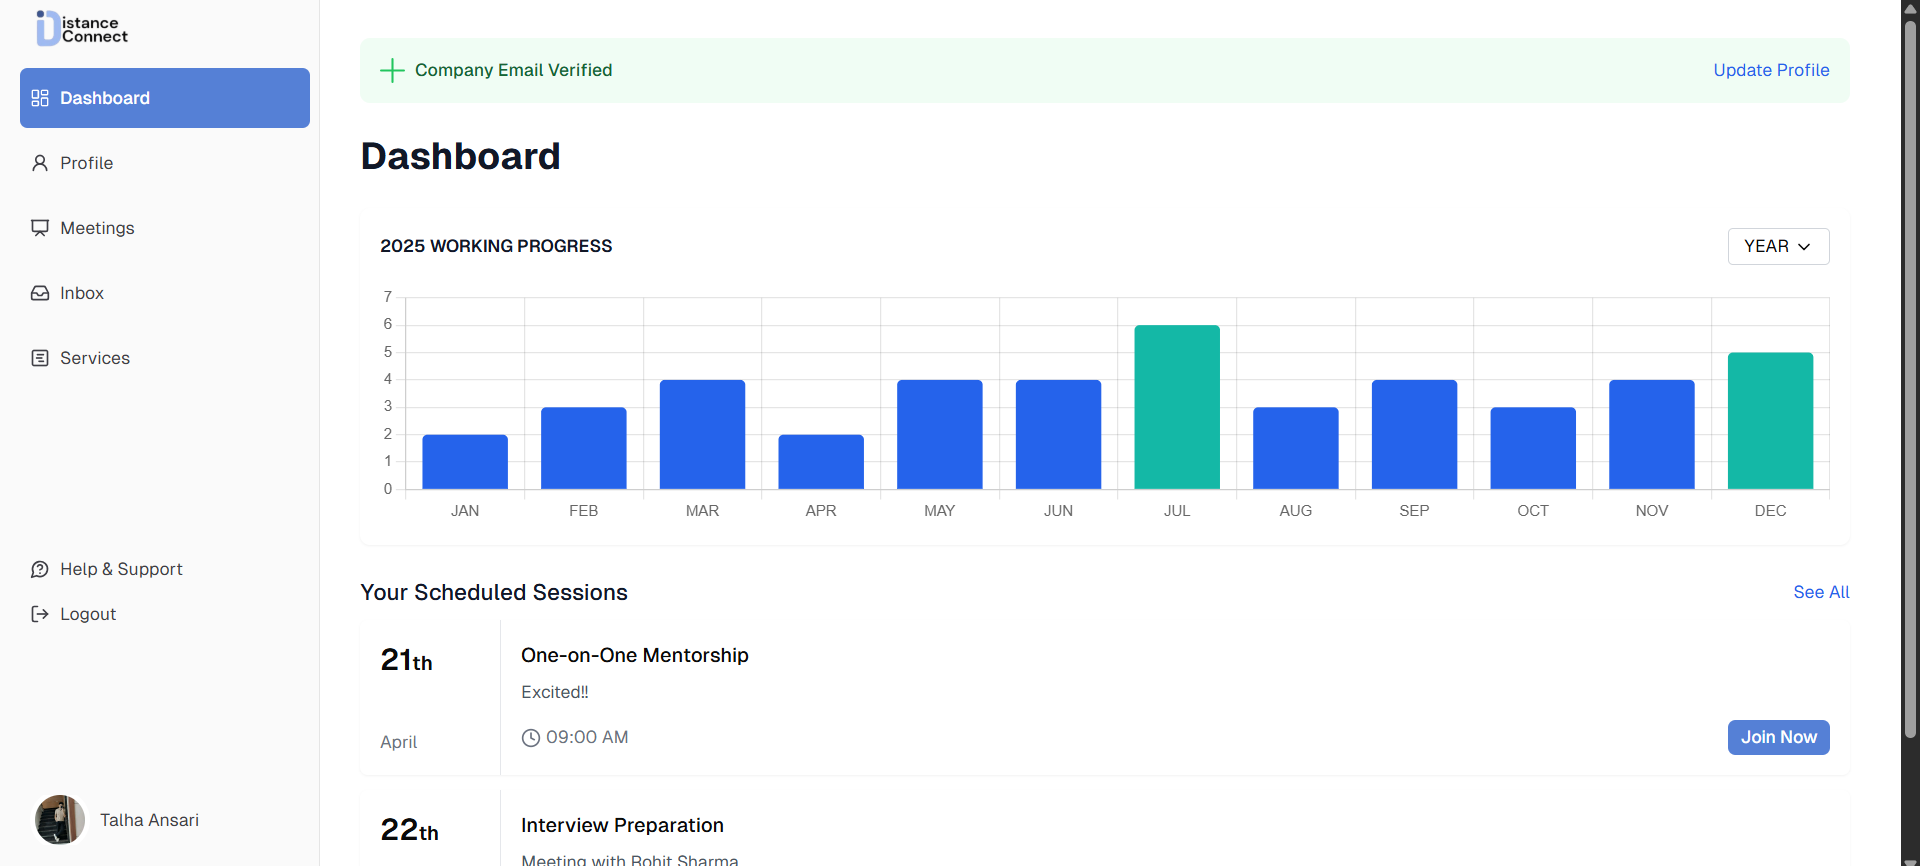 Distance
Connect
Dashboard
Profile
Meetings
Inbox
Services
Help & Support
Logout
Talha Ansari
Company Email Verified
Update Profile
Dashboard
2025 WORKING PROGRESS
YEAR
7
6
5
4
3
2
1
0
JAN FEB MAR APR MAY JUN JUL AUG SEP OCT NOV DEC
Your Scheduled Sessions
See All
21th
April
One-on-One Mentorship
Excited!!
09:00 AM
Join Now
22th
Interview Preparation
Meeting with Rohit Sharma